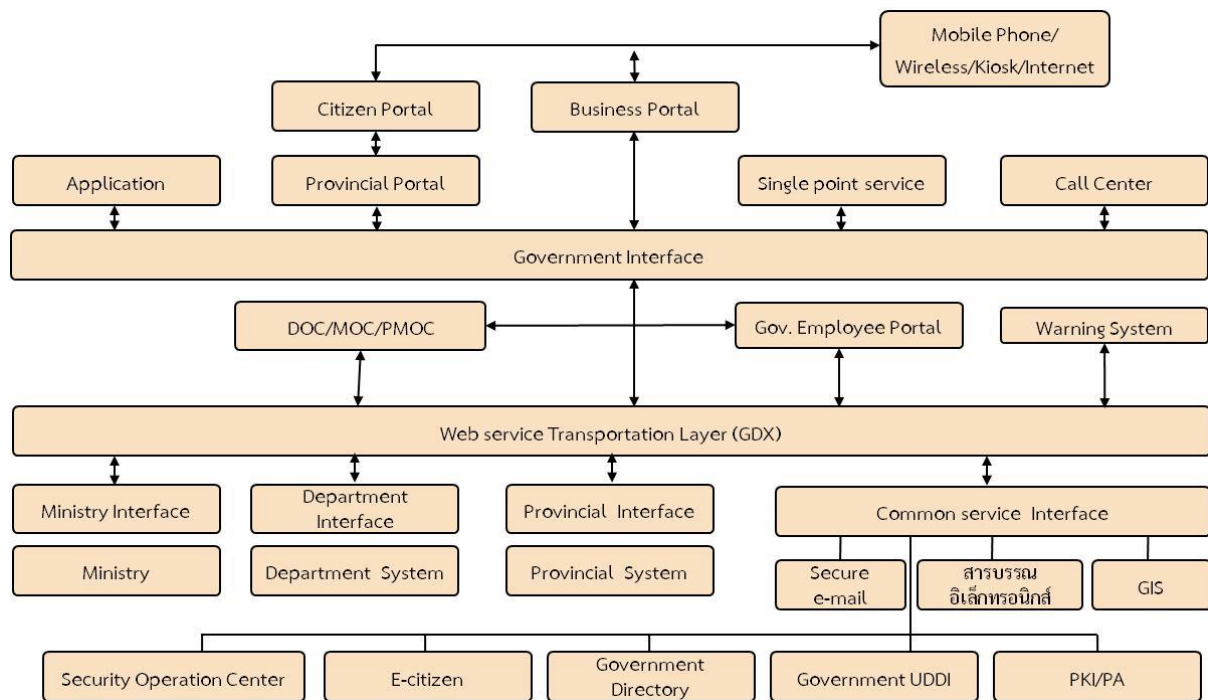 Mobile Phone/
Wireless/Kiosk/Internet
Citizen Portal
Business Portal
Application
Provincial Portal
Single point service
Call Center
Government Interface
DOC/MOC/PMOC
Gov. Employee Portal
Warning System
Web service Transportation Layer (GDX)
Ministry Interface
Department
Interface
Provincial Interface
Common service Interface
Ministry
Department System
Provincial System
Secure
e-mail
สารบรรณ
อิเล็กทรอนิกส์
GIS
Security Operation Center
E-citizen
Government
Directory
Government UDDI
PKI/PA